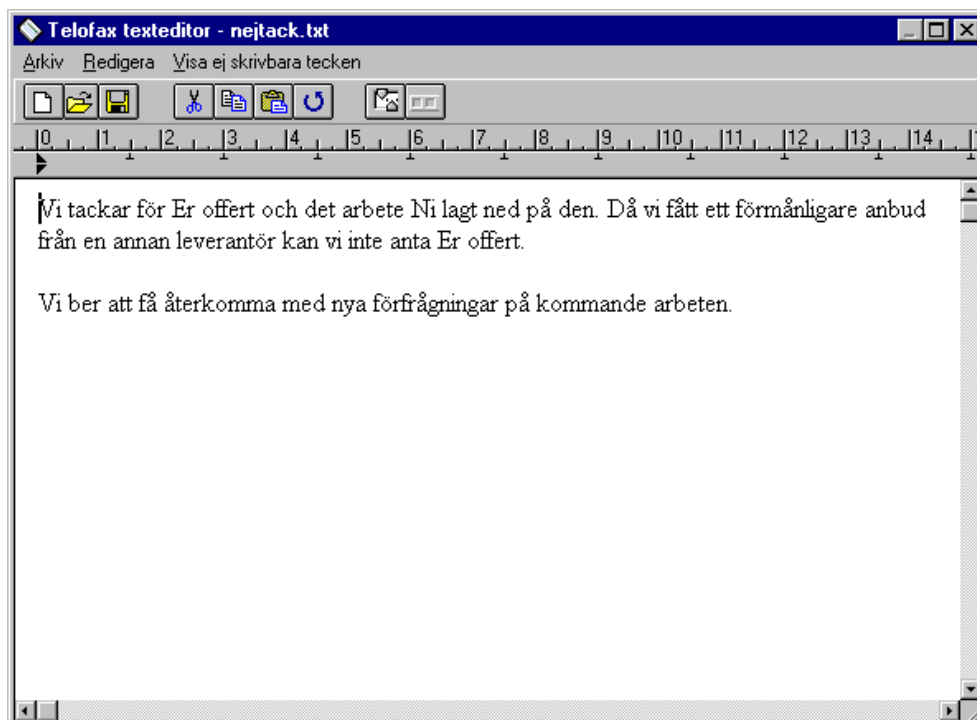 Telofax texteditor - nejtack.txt
Arkiv Redigera Visa ej skrivbara tecken
0 1 2 3 4 5 6 7 8 9 10 11 12 13 14
Vi tackar för Er offert och det arbete Ni lagt ned på den. Då vi fått ett förmånligare anbud
från en annan leverantör kan vi inte anta Er offert.
Vi ber att få återkomma med nya förfrågningar på kommande arbeten.